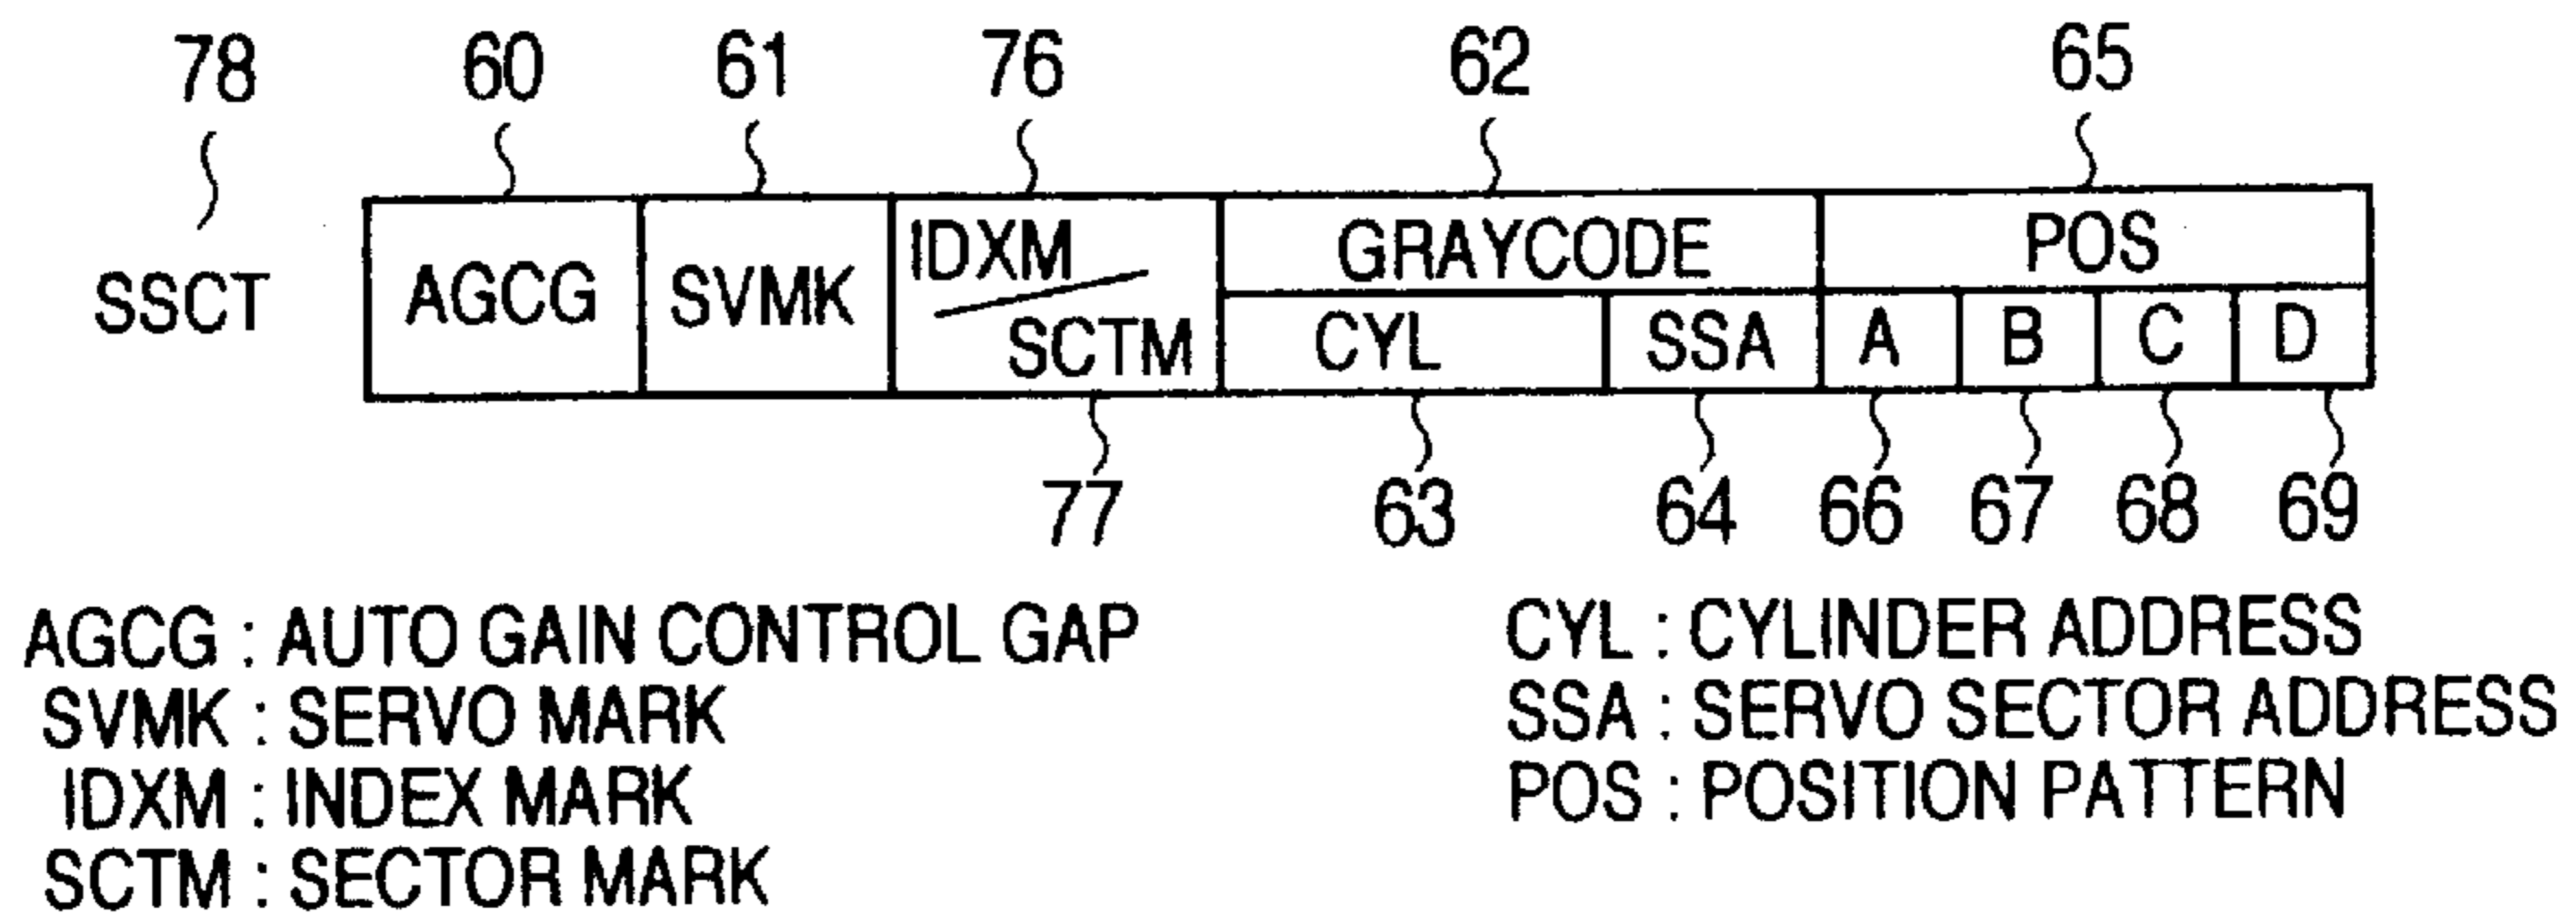 78 60 61 76 62 65
SSCT AGCG SVMK IDXM / SCTM GRAYCODE POS
CYL SSA A B C D
77 63 64 66 67 68 69
AGCG : AUTO GAIN CONTROL GAP
SVMK : SERVO MARK
IDXM : INDEX MARK
SCTM : SECTOR MARK
CYL : CYLINDER ADDRESS
SSA : SERVO SECTOR ADDRESS
POS : POSITION PATTERN